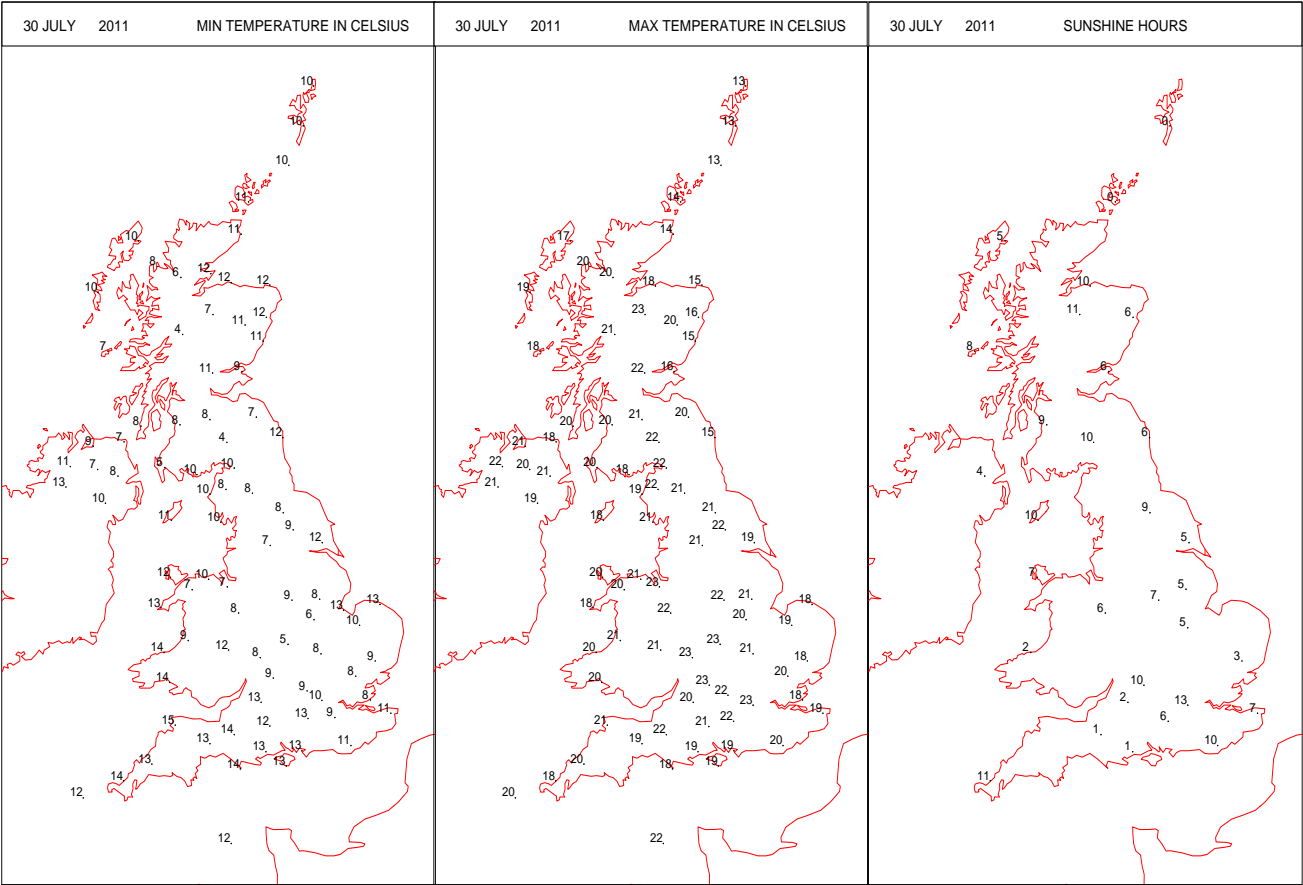 30 JULY 2011 MIN TEMPERATURE IN CELSIUS
10
10
10
11
11
10
8
6 12
12 12
10
7 12
11
4 11
7
11 9
8 8 8 7
9 7 4 12
11 7 5 10
8 10
13 10 8 8
10
11 10 8
9
7 12
12 10
7 7
13 8 9 8
13 13
6 10
9 5
14 12 8 8 9
14 9 8
9
13 10 8
15 13 9 11
14 12
13 13 13 11
13 14 13
14
12
12
30 JULY 2011 MAX TEMPERATURE IN CELSIUS
13
13
13
14
14
17
20
20
18 15
19
23 16
20
21 15
18
22 16
20 20 21 20
21 18 22 15
22 20 20 22
21 18
21 19 22 21
19
18 21 21
22
21 19
20 21
20 23
18 22 22 21 18
20 19
21 23
20 21 23 21 18
20 23 20
22
20 23 18
21 21 22 19
22
19 19 19 20
20 18 19
18
20
22
30 JULY 2011 SUNSHINE HOURS
0
0
5
10
11 6
8
6
9
10 6
4
10 9
5
7
7 5
6
5
2 3
10
2 13
6 7
1
1 10
11